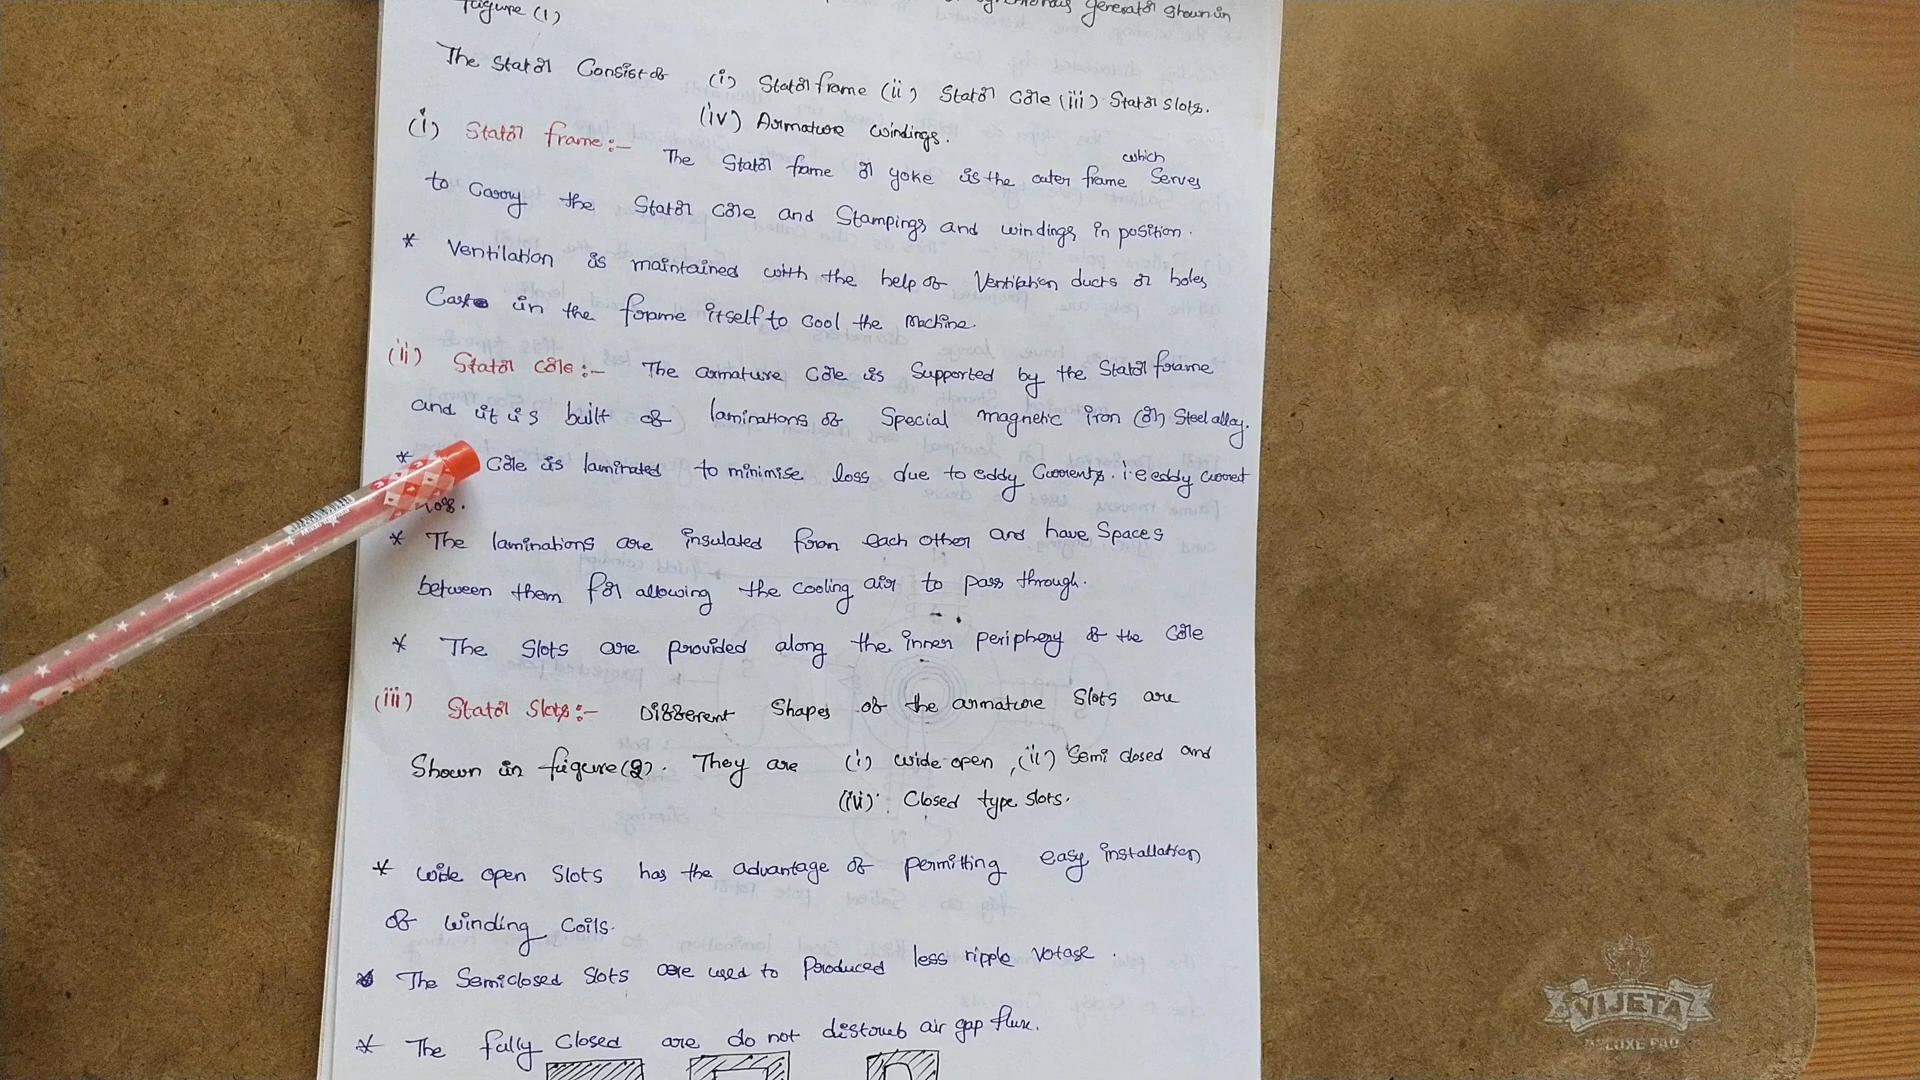 Figure (1) generator shown in
The Stator Consist of (i) Stator frame (ii) Stator Core (iii) Stator slots.
(iv) Armature windings.
(i) Stator frame:- The Stator frame or yoke is the outer frame which Serves
to Carry the Stator Core and Stampings and windings in position.
* Ventilation is maintained with the help of Ventilation ducts or holes
Cast in the frame itself to cool the Machine.
(ii) Stator Core:- The armature Core is Supported by the Stator frame
and it is built of laminations of Special magnetic iron (or) Steel alloy.
* Core is laminated to minimise loss due to eddy Currents. i.e eddy current
loss.
* The laminations are insulated from each other and have Spaces
between them for allowing the cooling air to pass through.
* The Slots are provided along the inner periphery of the Core
(iii) Stator Slots:- Different Shapes of the armature Slots are
Shown in figure (2). They are (i) wide open, (ii) Semi closed and
(iii) Closed type slots.
* Wide open Slots has the advantage of permitting easy installation
of winding Coils.
* The Semiclosed Slots are used to Produced less ripple Votage.
* The fully Closed are do not distourb air gap flux.
VIJETA
DELUXE PAD